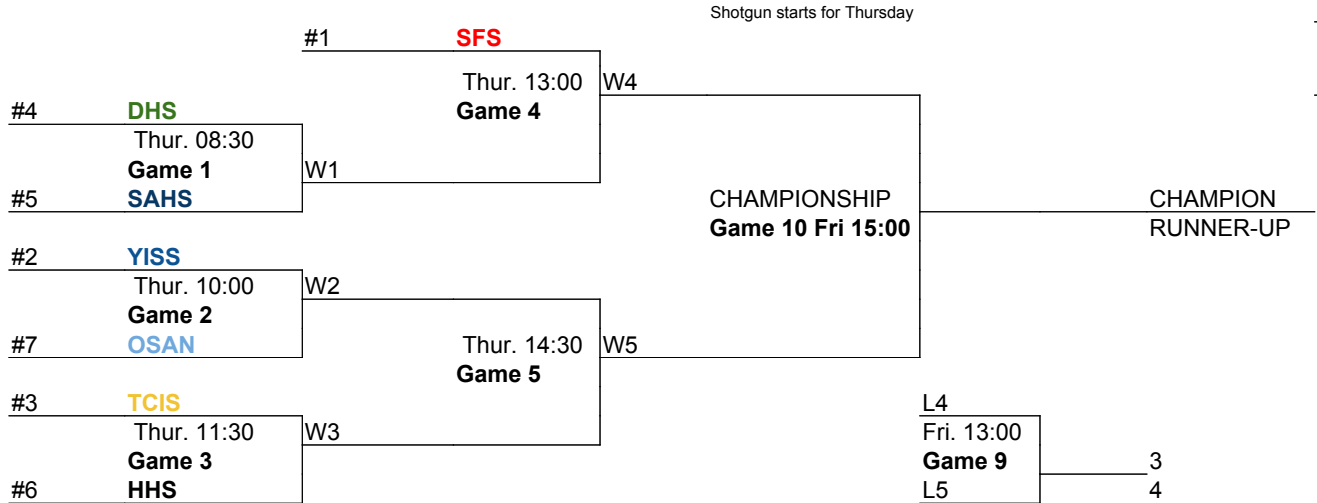 Shotgun starts for Thursday
#1 SFS
Thur. 13:00 W4
#4 DHS Game 4
Thur. 08:30
Game 1 W1
#5 SAHS CHAMPIONSHIP CHAMPION
Game 10 Fri 15:00 RUNNER-UP
#2 YISS
Thur. 10:00 W2
Game 2
#7 OSAN Thur. 14:30 W5
Game 5
#3 TCIS L4
Thur. 11:30 W3 Fri. 13:00
Game 3 Game 9 3
#6 HHS L5 4